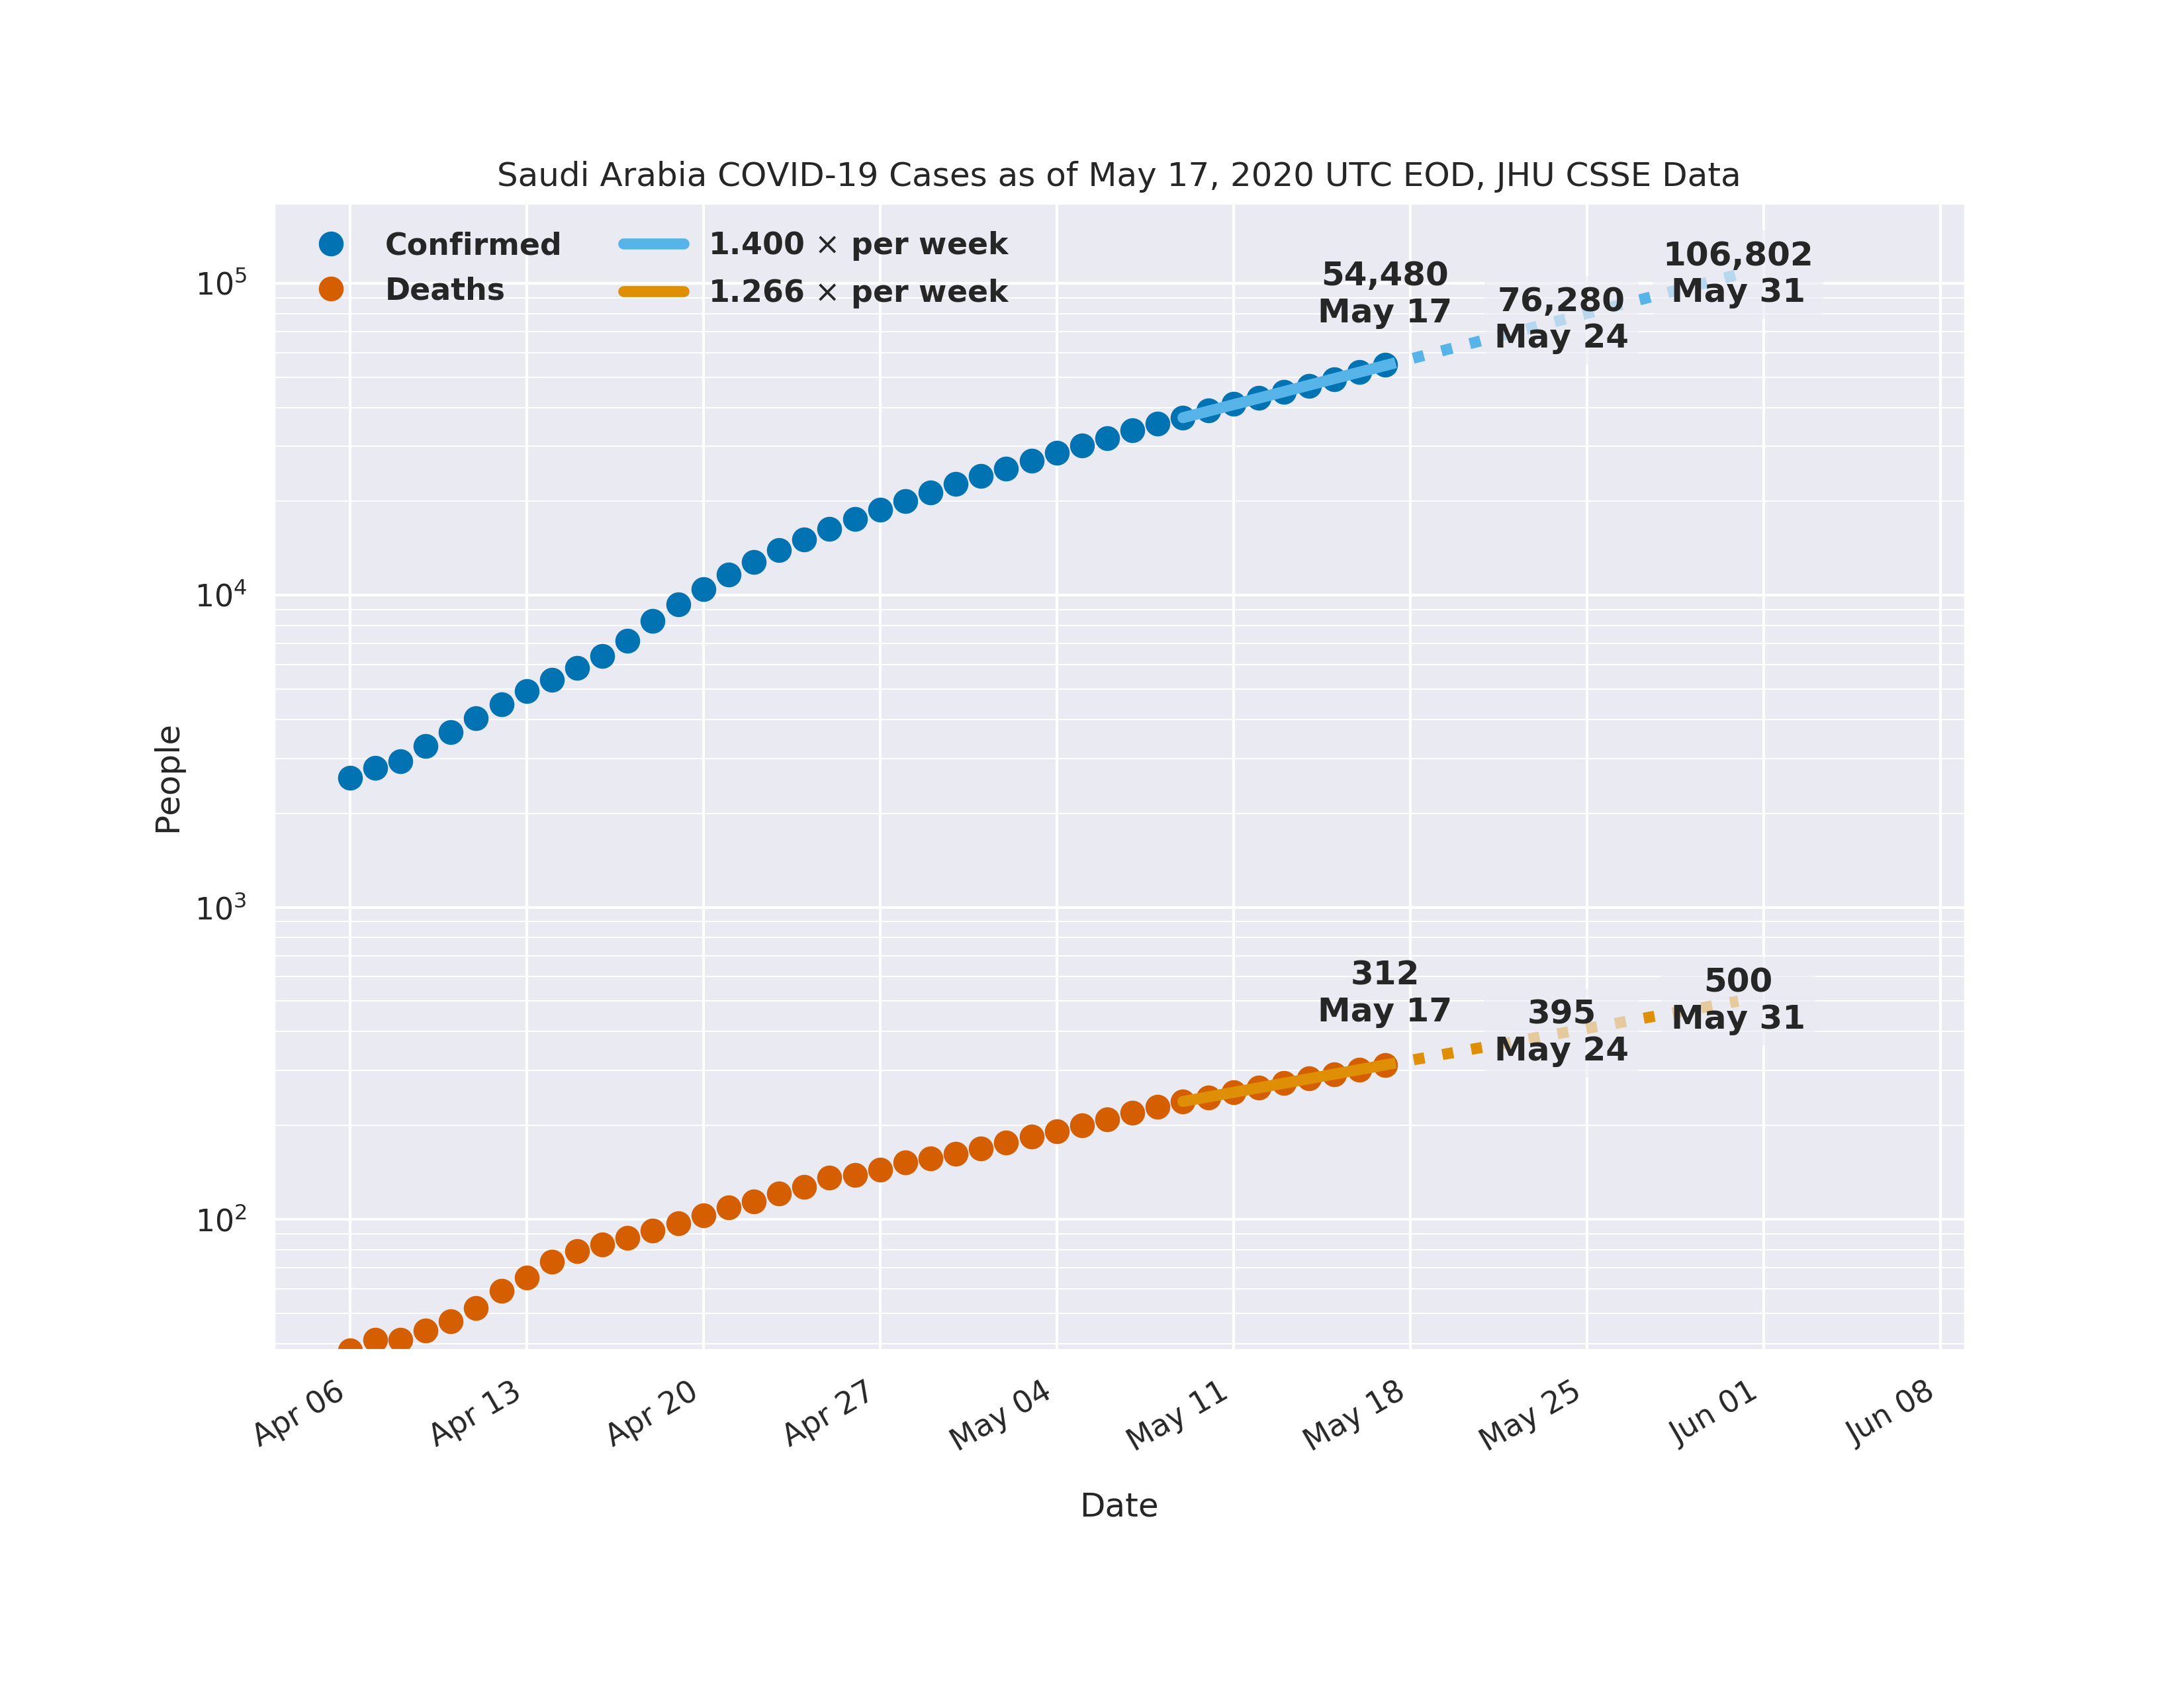 Saudi Arabia COVID-19 Cases as of May 17, 2020 UTC EOD, JHU CSSE Data
Confirmed
Deaths
1.400 × per week
1.266 × per week
54,480
May 17
76,280
May 24
106,802
May 31
312
May 17
395
May 24
500
May 31
10⁵
10⁴
10³
10²
People
Apr 06
Apr 13
Apr 20
Apr 27
May 04
May 11
May 18
May 25
Jun 01
Jun 08
Date